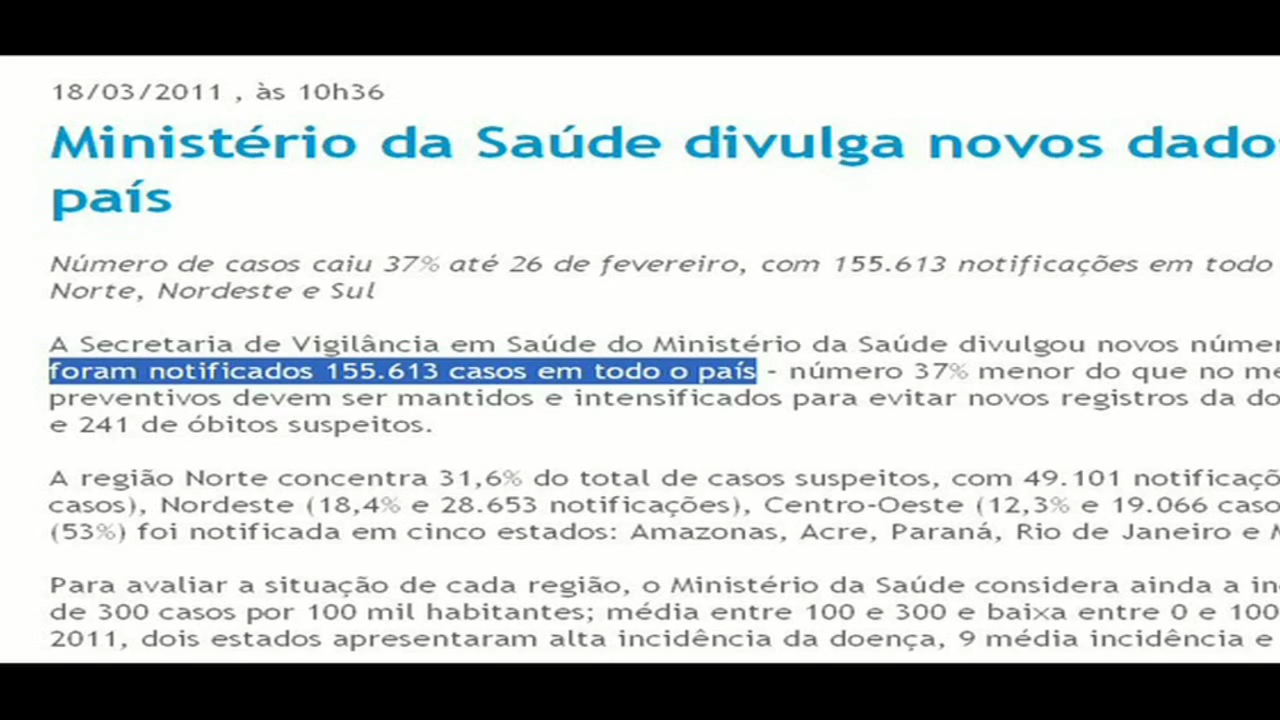 18/03/2011 , às 10h36
Ministério da Saúde divulga novos dado
país
Número de casos caiu 37% até 26 de fevereiro, com 155.613 notificações em todo
Norte, Nordeste e Sul
A Secretaria de Vigilância em Saúde do Ministério da Saúde divulgou novos númer
foram notificados 155.613 casos em todo o país - número 37% menor do que no me
preventivos devem ser mantidos e intensificados para evitar novos registros da do
e 241 de óbitos suspeitos.
A região Norte concentra 31,6% do total de casos suspeitos, com 49.101 notificaçõ
casos), Nordeste (18,4% e 28.653 notificações), Centro-Oeste (12,3% e 19.066 caso
(53%) foi notificada em cinco estados: Amazonas, Acre, Paraná, Rio de Janeiro e M
Para avaliar a situação de cada região, o Ministério da Saúde considera ainda a in
de 300 casos por 100 mil habitantes; média entre 100 e 300 e baixa entre 0 e 100
2011, dois estados apresentaram alta incidência da doença, 9 média incidência e